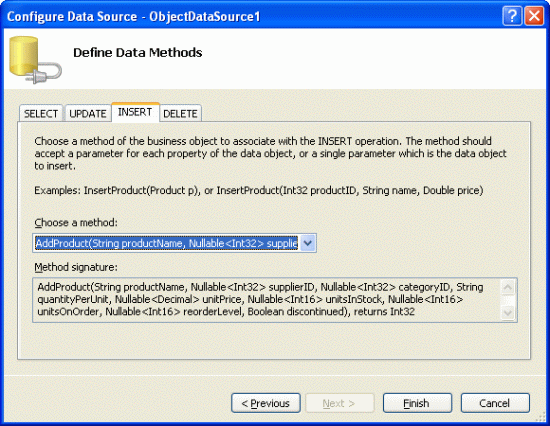 Configure Data Source - ObjectDataSource1
Define Data Methods
SELECT UPDATE INSERT DELETE
Choose a method of the business object to associate with the INSERT operation. The method should
accept a parameter for each property of the data object, or a single parameter which is the data object
to insert.
Examples: InsertProduct(Product p), or InsertProduct(Int32 productID, String name, Double price)
Choose a method:
AddProduct(String productName, Nullable<Int32> supplie
Method signature:
AddProduct(String productName, Nullable<Int32> supplierID, Nullable<Int32> categoryID, String
quantityPerUnit, Nullable<Decimal> unitPrice, Nullable<Int16> unitsInStock, Nullable<Int16>
unitsOnOrder, Nullable<Int16> reorderLevel, Boolean discontinued), returns Int32
< Previous Next > Finish Cancel